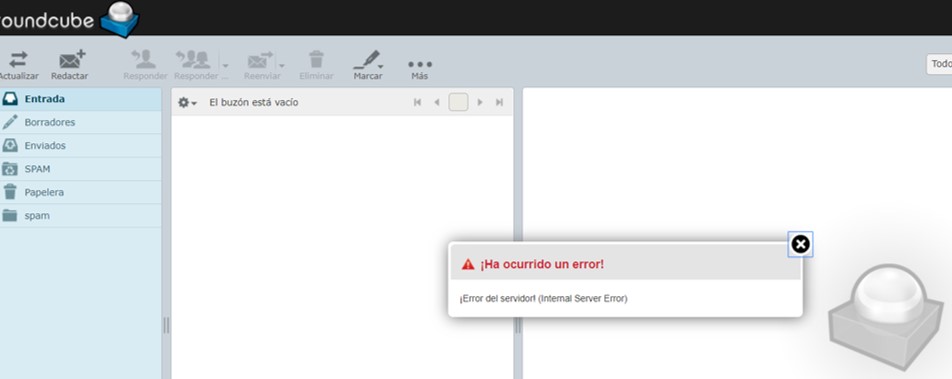 oundcube
Actualizar Redactar Responder Responder ... Reenviar Eliminar Marcar Más
Todo
Entrada
El buzón está vacío
Borradores
Enviados
SPAM
Papelera
spam
¡Ha ocurrido un error!
¡Error del servidor! (Internal Server Error)